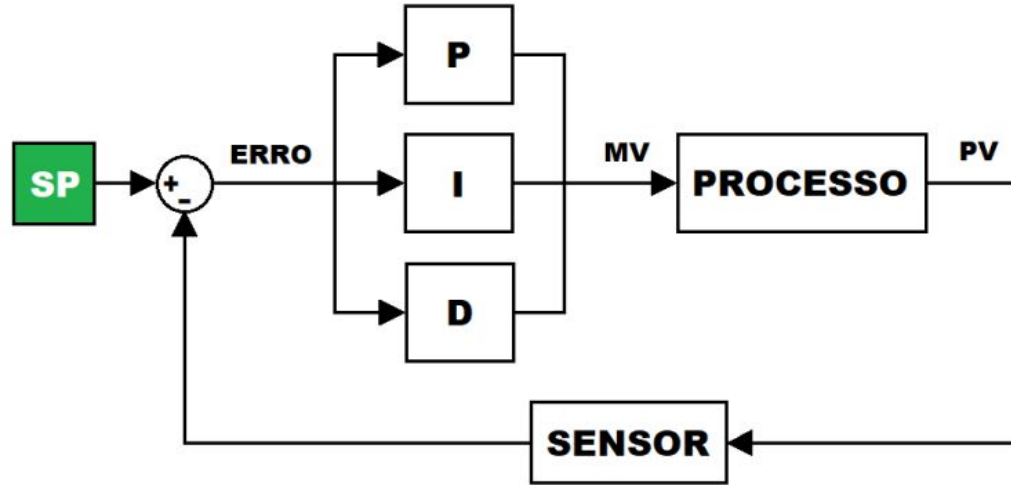 P
ERRO
MV
PV
SP
+
-
I
PROCESSO
D
SENSOR